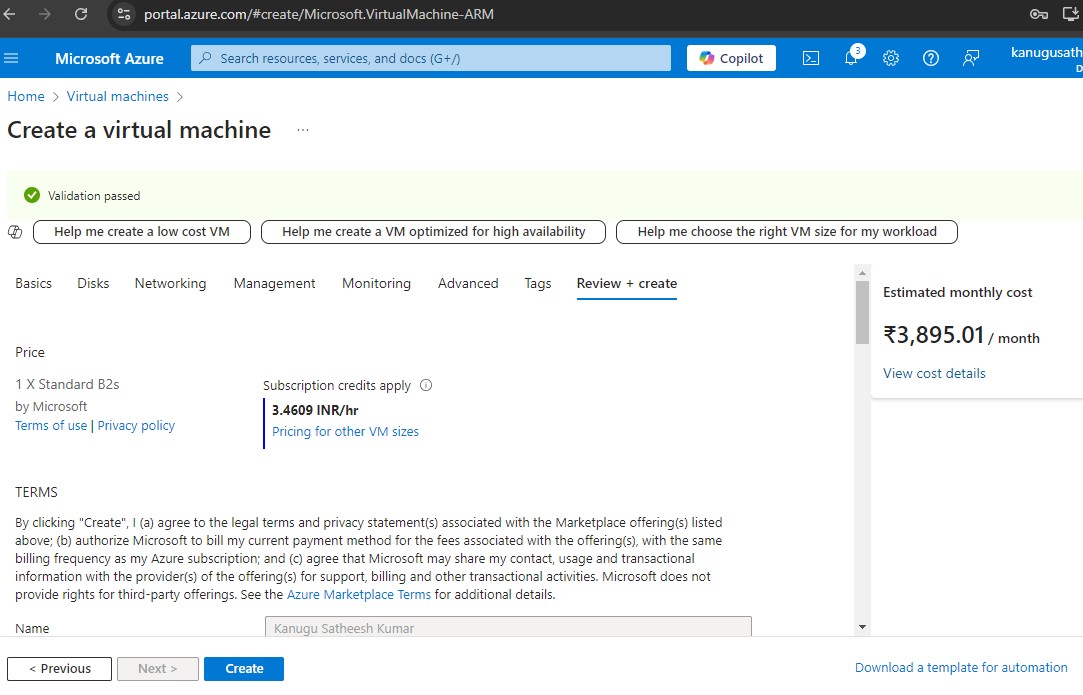 portal.azure.com/#create/Microsoft.VirtualMachine-ARM
Microsoft Azure
Search resources, services, and docs (G+/)
Copilot
3
kanugusath
D
Home > Virtual machines >
Create a virtual machine ...
Validation passed
Help me create a low cost VM
Help me create a VM optimized for high availability
Help me choose the right VM size for my workload
Basics Disks Networking Management Monitoring Advanced Tags Review + create
Estimated monthly cost
₹3,895.01 / month
View cost details
Price
1 X Standard B2s
by Microsoft
Terms of use | Privacy policy
Subscription credits apply
3.4609 INR/hr
Pricing for other VM sizes
TERMS
By clicking "Create", I (a) agree to the legal terms and privacy statement(s) associated with the Marketplace offering(s) listed
above; (b) authorize Microsoft to bill my current payment method for the fees associated with the offering(s), with the same
billing frequency as my Azure subscription; and (c) agree that Microsoft may share my contact, usage and transactional
information with the provider(s) of the offering(s) for support, billing and other transactional activities. Microsoft does not
provide rights for third-party offerings. See the Azure Marketplace Terms for additional details.
Name
Kanugu Satheesh Kumar
< Previous
Next >
Create
Download a template for automation